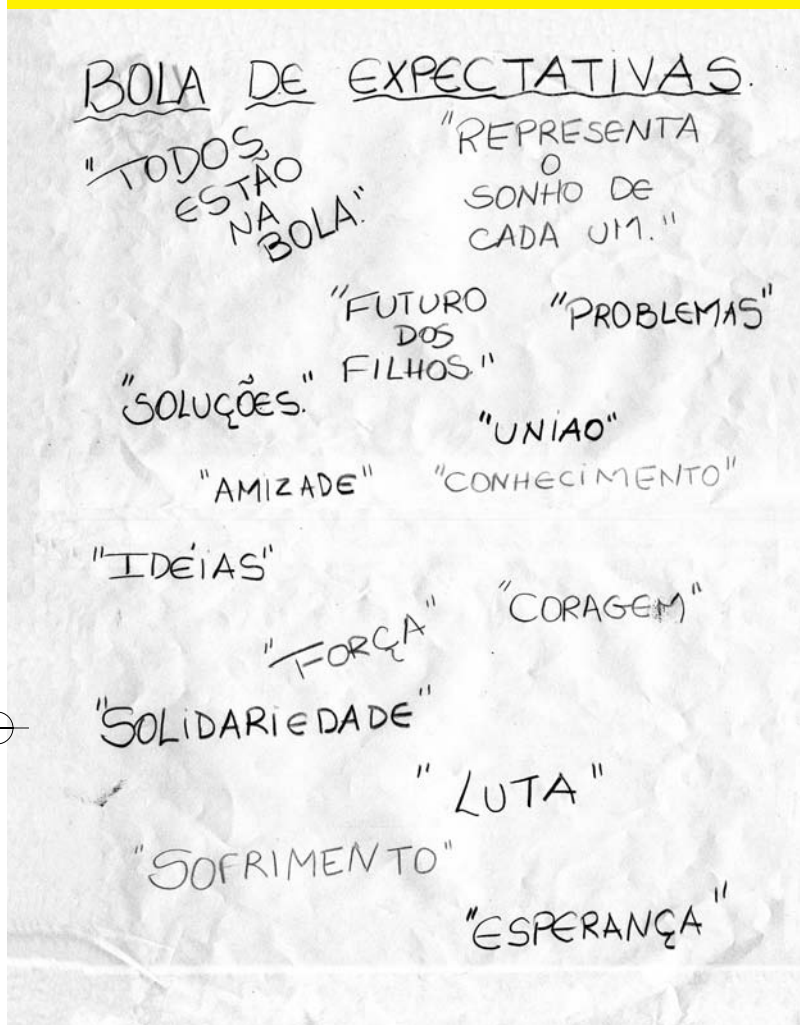 BOLA DE EXPECTATIVAS.
"TODOS
ESTÃO
NA
BOLA."
"REPRESENTA
O
SONHO DE
CADA UM."
"FUTURO
DOS
FILHOS."
"PROBLEMAS"
"SOLUÇÕES."
"UNIAO"
"AMIZADE"
"CONHECIMENTO"
"IDÉIAS"
"CORAGEM"
"FORÇA"
"SOLIDARIEDADE"
"LUTA"
"SOFRIMENTO"
"ESPERANÇA"